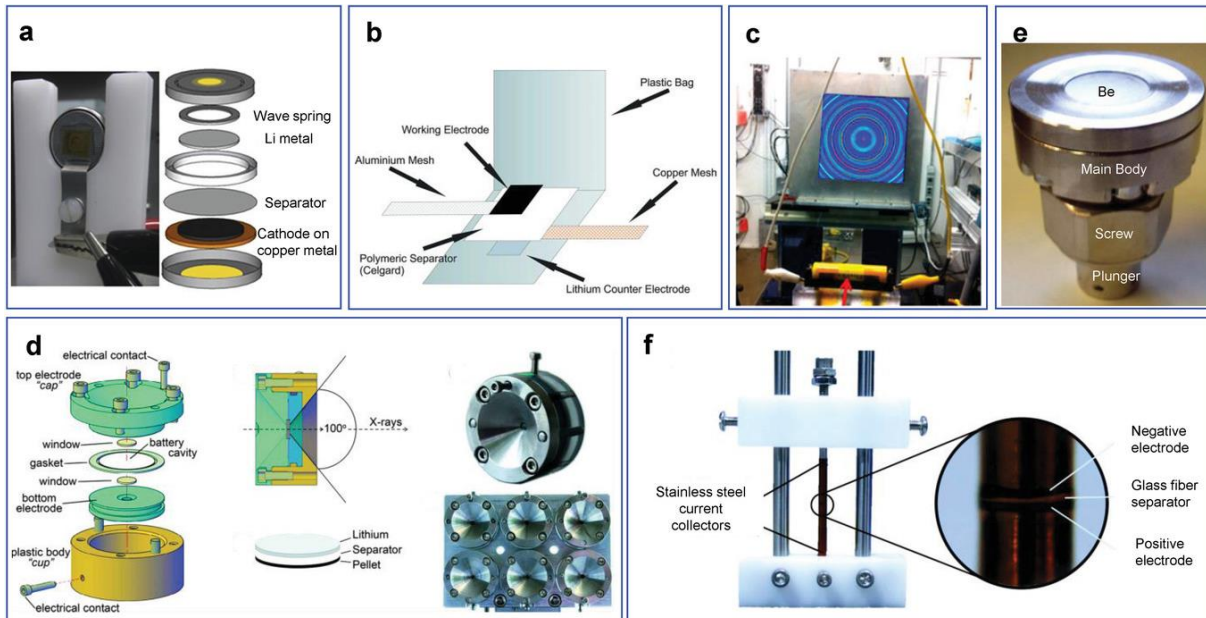 a
Wave spring
Li metal
Separator
Cathode on
copper metal
b
Plastic Bag
Working Electrode
Aluminium Mesh
Copper Mesh
Polymeric Separator
(Celgard)
Lithium Counter Electrode
c
e
Be
Main Body
Screw
Plunger
d
electrical contact
top electrode
"cap"
window
battery
cavity
gasket
window
bottom
electrode
plastic body
"cup"
electrical contact
100º
X-rays
Lithium
Separator
Pellet
f
Stainless steel
current
collectors
Negative
electrode
Glass fiber
separator
Positive
electrode